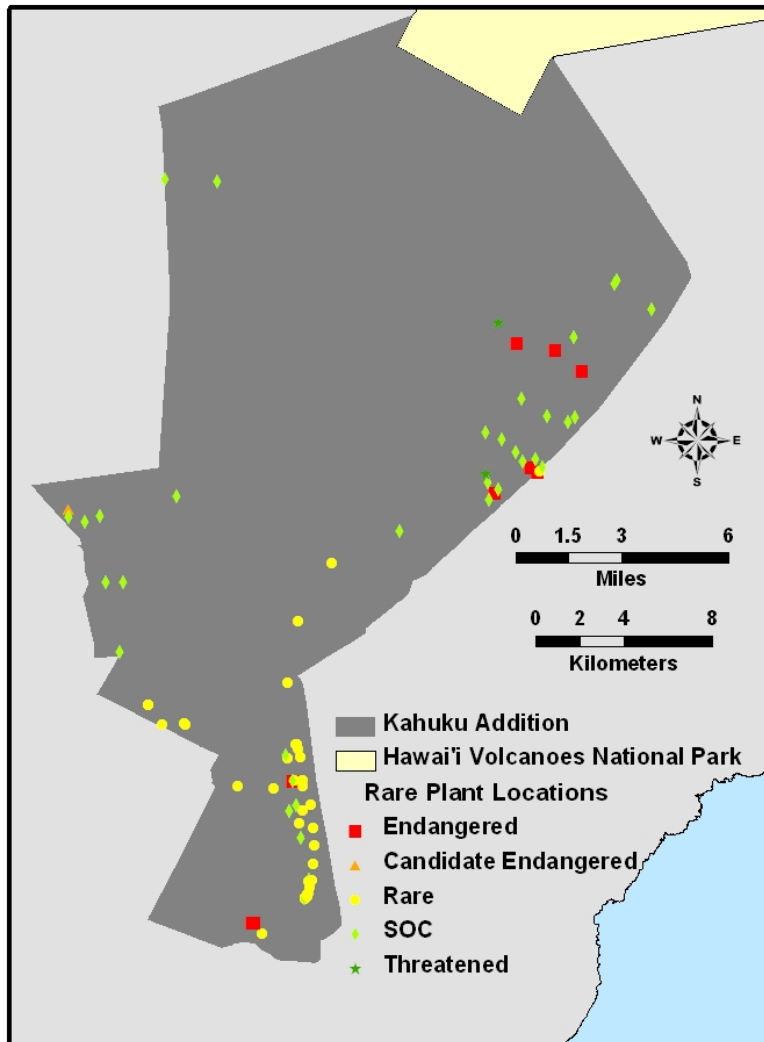 N
W E
S
0 1.5 3 6
Miles
0 2 4 8
Kilometers
Kahuku Addition
Hawai'i Volcanoes National Park
Rare Plant Locations
Endangered
Candidate Endangered
Rare
SOC
Threatened